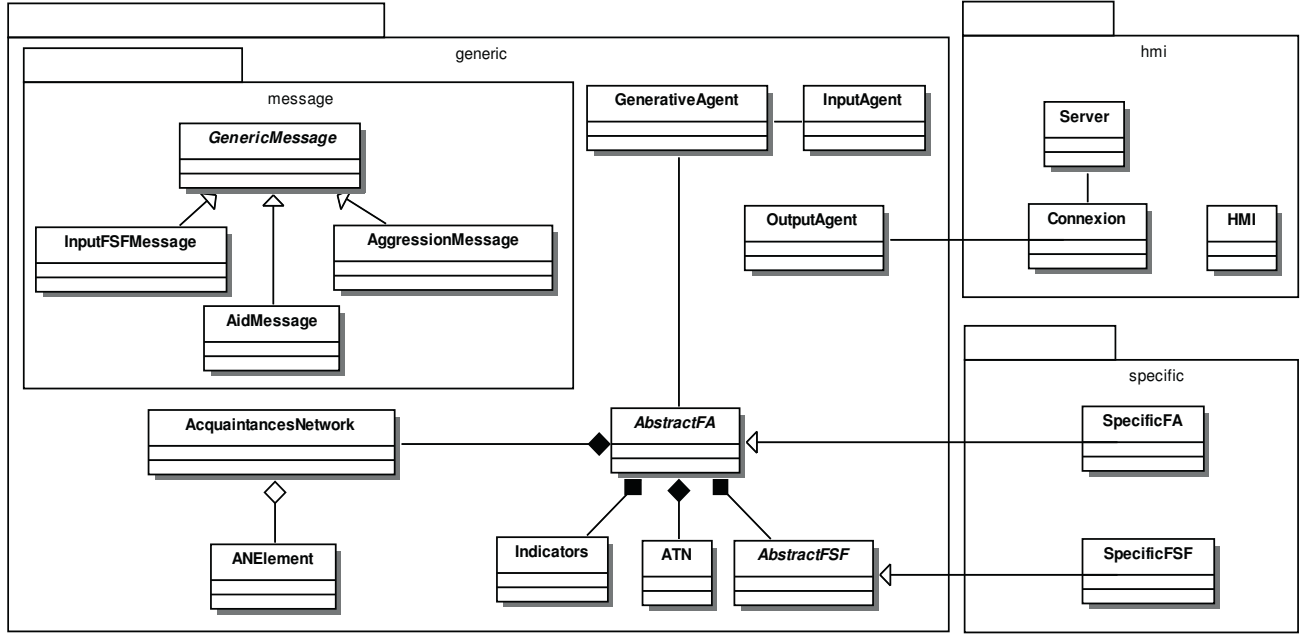 generic
message
GenericMessage
InputFSFMessage
AggressionMessage
AidMessage
GenerativeAgent
InputAgent
OutputAgent
AcquaintancesNetwork
AbstractFA
ANElement
Indicators
ATN
AbstractFSF
hmi
Server
Connexion
HMI
specific
SpecificFA
SpecificFSF